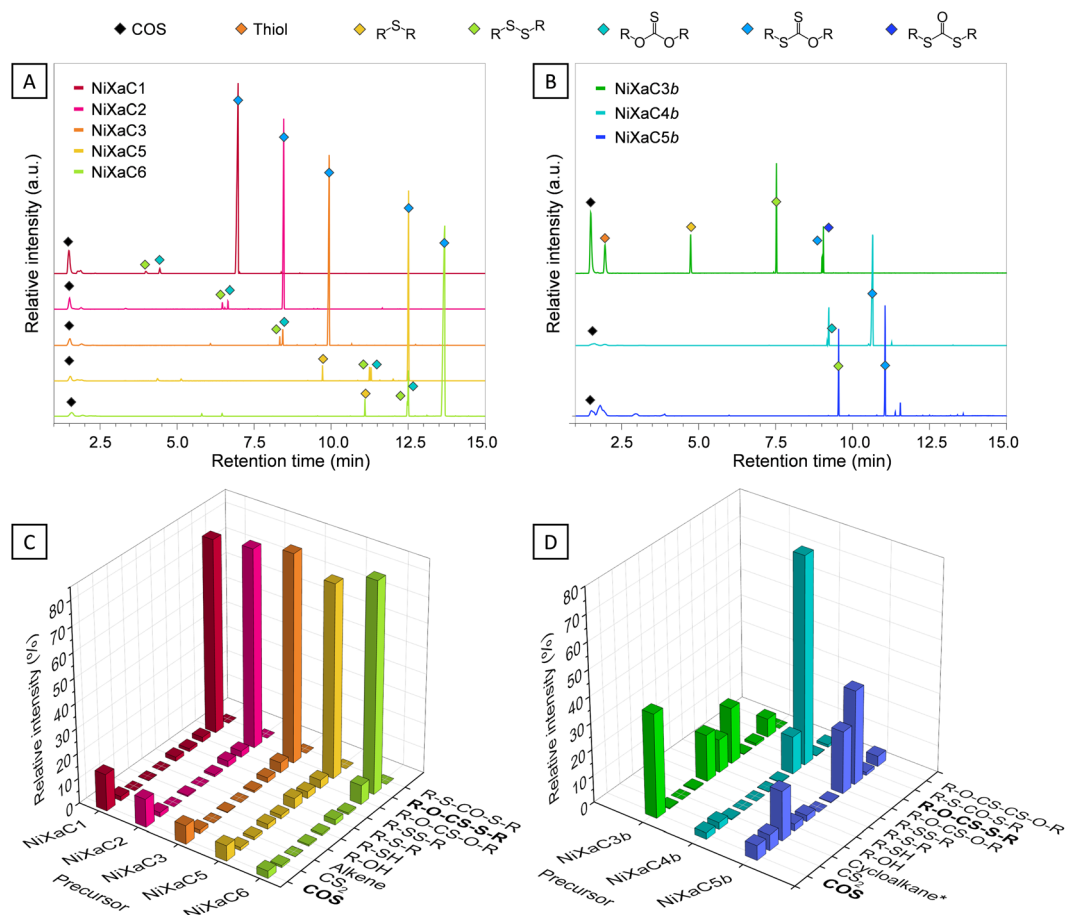 COS Thiol R S R R S S R S R O O R S R S O R O R S S R
A
Relative intensity (a.u.)
NiXaC1
NiXaC2
NiXaC3
NiXaC5
NiXaC6
2.5 5.0 7.5 10.0 12.5 15.0
Retention time (min)
B
Relative intensity (a.u.)
NiXaC3b
NiXaC4b
NiXaC5b
2.5 5.0 7.5 10.0 12.5 15.0
Retention time (min)
C
Relative intensity (%)
80
70
60
50
40
30
20
10
0
NiXaC1
NiXaC2
NiXaC3
NiXaC5
NiXaC6
Precursor
R-S-CO-S-R
R-O-CS-S-R
R-O-CS-O-R
R-SS-R
R-S-R
R-SH
R-OH
Alkene
CS2
COS
D
Relative intensity (%)
80
70
60
50
40
30
20
10
0
NiXaC3b
NiXaC4b
NiXaC5b
Precursor
R-O-CS-CS-O-R
R-S-CO-S-R
R-O-CS-S-R
R-O-CS-O-R
R-SS-R
R-S-R
R-SH
R-OH
Cycloalkane*
CS2
COS